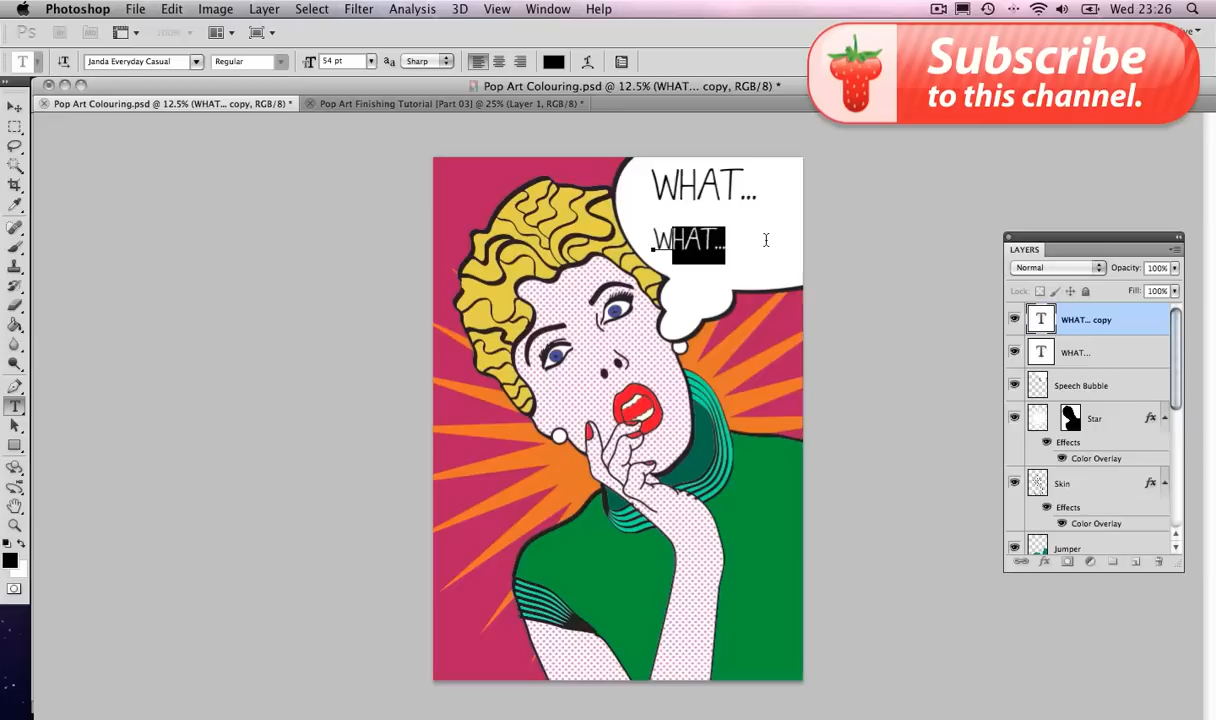 Photoshop File Edit Image Layer Select Filter Analysis 3D View Window Help Wed 23:26
Ps 100%
T Janda Everyday Casual Regular 54 pt Sharp
Subscribe
to this channel.
Pop Art Colouring.psd @ 12.5% (WHAT... copy, RGB/8) *
Pop Art Colouring.psd @ 12.5% (WHAT... copy, RGB/8) * Pop Art Finishing Tutorial [Part 03] @ 25% (Layer 1, RGB/8) *
WHAT...
WHAT...
LAYERS
Normal Opacity: 100%
Lock: Fill: 100%
T WHAT... copy
T WHAT...
Speech Bubble
Star fx
Effects
Color Overlay
Skin fx
Effects
Color Overlay
Jumper